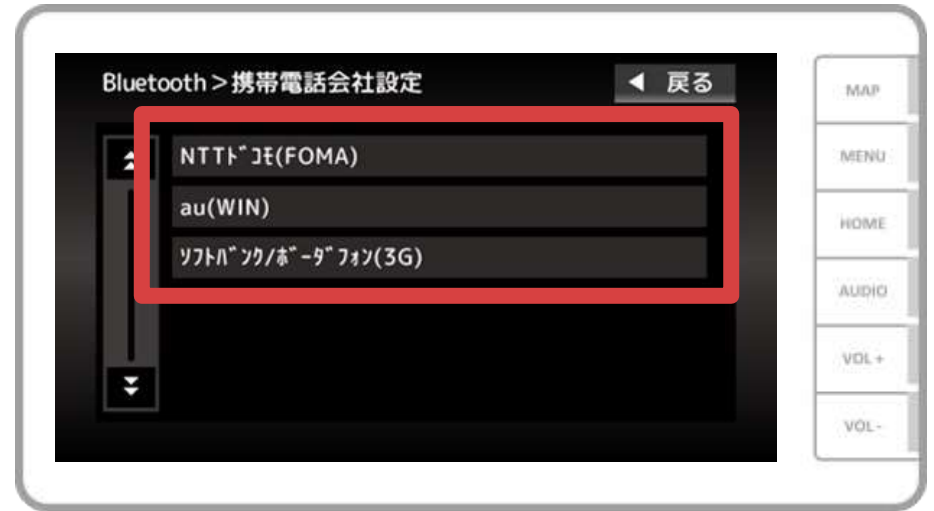 Bluetooth＞携帯電話会社設定
◀ 戻る
NTTﾄﾞｺﾓ(FOMA)
au(WIN)
ｿﾌﾄﾊﾞﾝｸ/ﾎﾞｰﾀﾞﾌｫﾝ(3G)
MAP
MENU
HOME
AUDIO
VOL +
VOL -